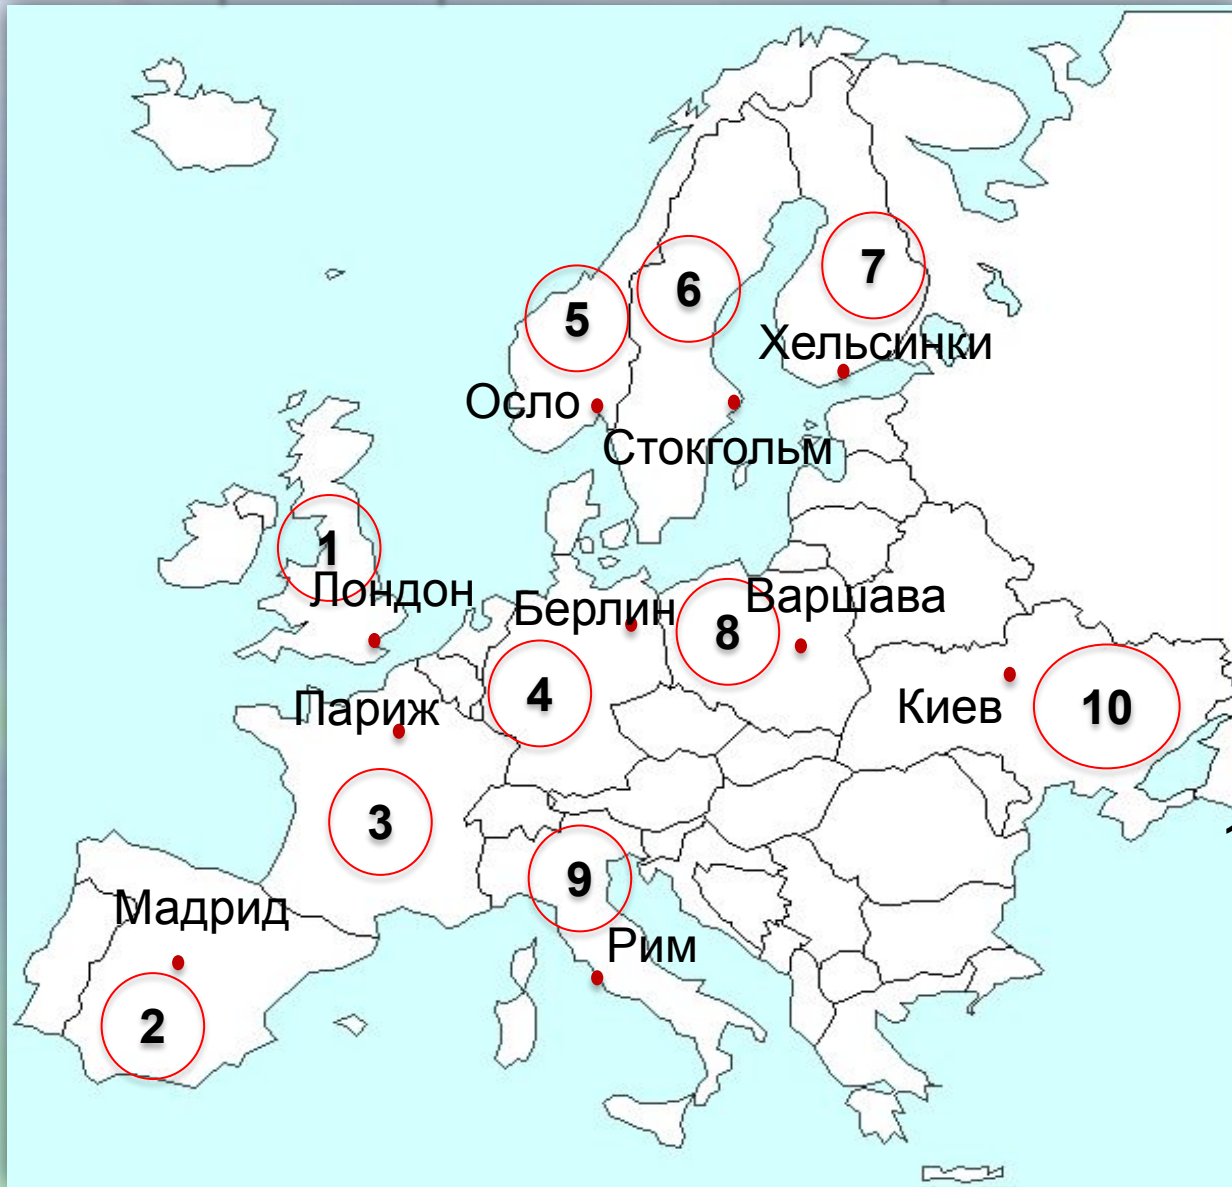 7
6
5
Хельсинки
Осло
Стокгольм
1
Лондон
Берлин
Варшава
8
4
Париж
Киев
10
3
9
Мадрид
Рим
2